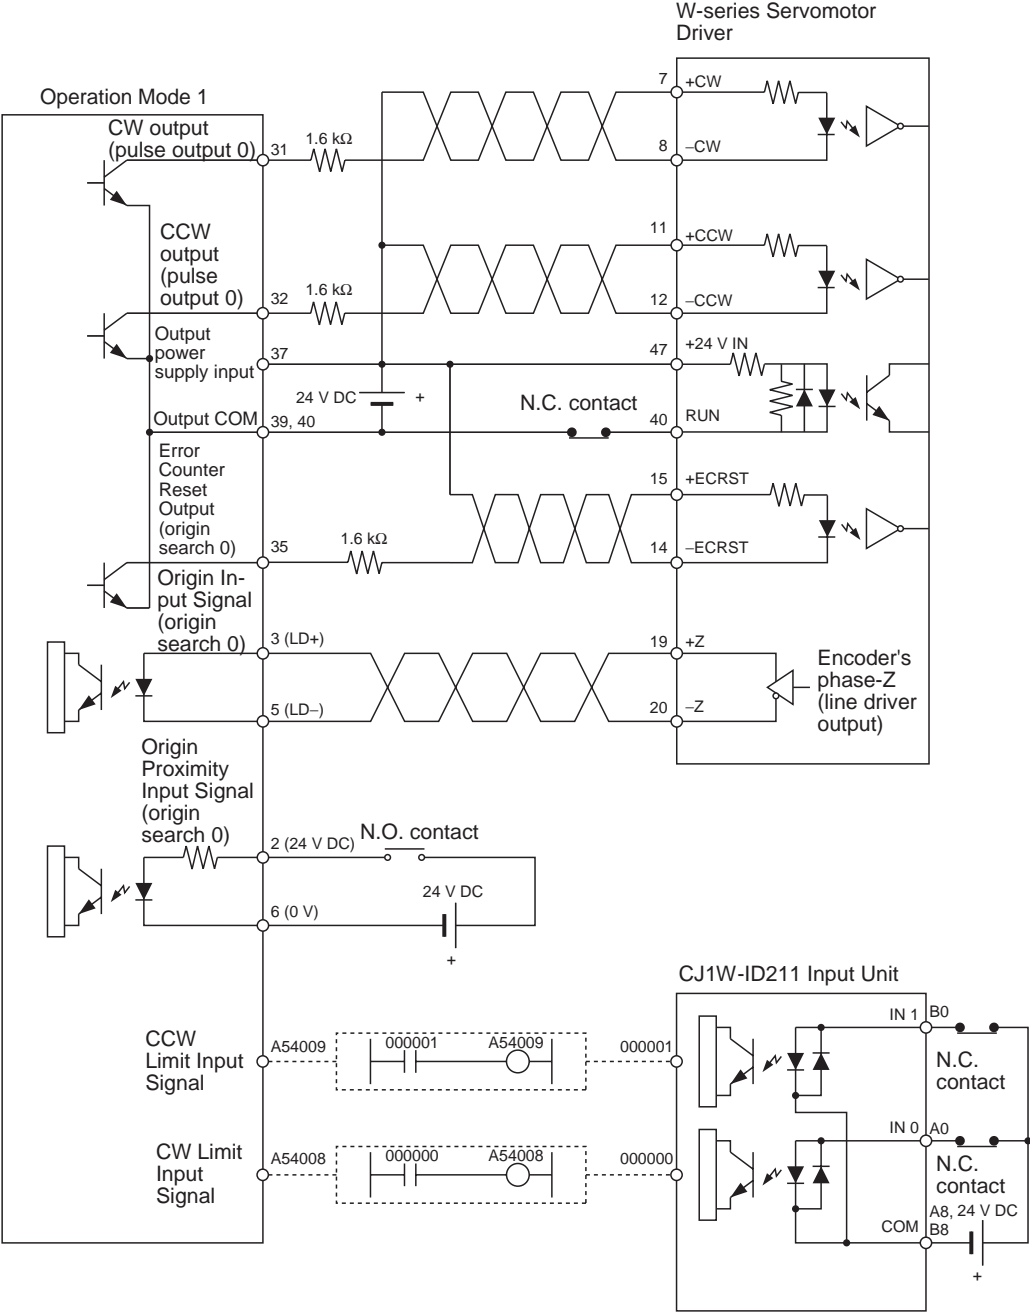 W-series Servomotor
Driver
Operation Mode 1
CW output
(pulse output 0)
31
1.6 kΩ
7
+CW
8
−CW
CCW
output
(pulse
output 0)
32
1.6 kΩ
11
+CCW
12
−CCW
Output
power
supply input
37
47
+24 V IN
24 V DC
+
N.C. contact
Output COM
39, 40
40
RUN
Error
Counter
Reset
Output
(origin
search 0)
35
1.6 kΩ
15
+ECRST
14
−ECRST
Origin In-
put Signal
(origin
search 0)
3 (LD+)
19
+Z
5 (LD−)
20
−Z
Encoder's
phase-Z
(line driver
output)
Origin
Proximity
Input Signal
(origin
search 0)
2 (24 V DC)
N.O. contact
24 V DC
6 (0 V)
+
CJ1W-ID211 Input Unit
IN 1
B0
N.C.
contact
CCW
Limit Input
Signal
A54009
000001
A54009
000001
IN 0
A0
N.C.
contact
CW Limit
Input
Signal
A54008
000000
A54008
000000
COM
A8, 24 V DC
B8
+